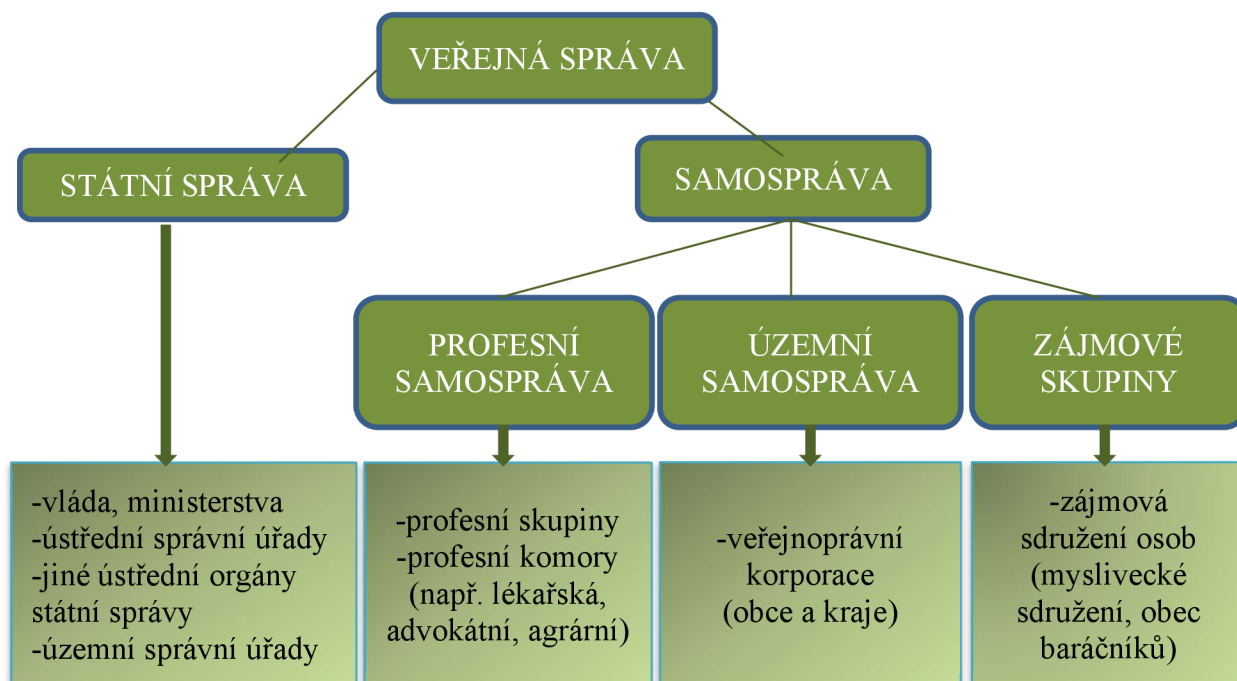 VEŘEJNÁ SPRÁVA
STÁTNÍ SPRÁVA
SAMOSPRÁVA
PROFESNÍ
SAMOSPRÁVA
ÚZEMNÍ
SAMOSPRÁVA
ZÁJMOVÉ
SKUPINY
-vláda, ministerstva
-ústřední správní úřady
-jiné ústřední orgány
státní správy
-územní správní úřady
-profesní skupiny
-profesní komory
(např. lékařská,
advokátní, agrární)
-veřejnoprávní
korporace
(obce a kraje)
-zájmová
sdružení osob
(myslivecké
sdružení, obec
baráčníků)